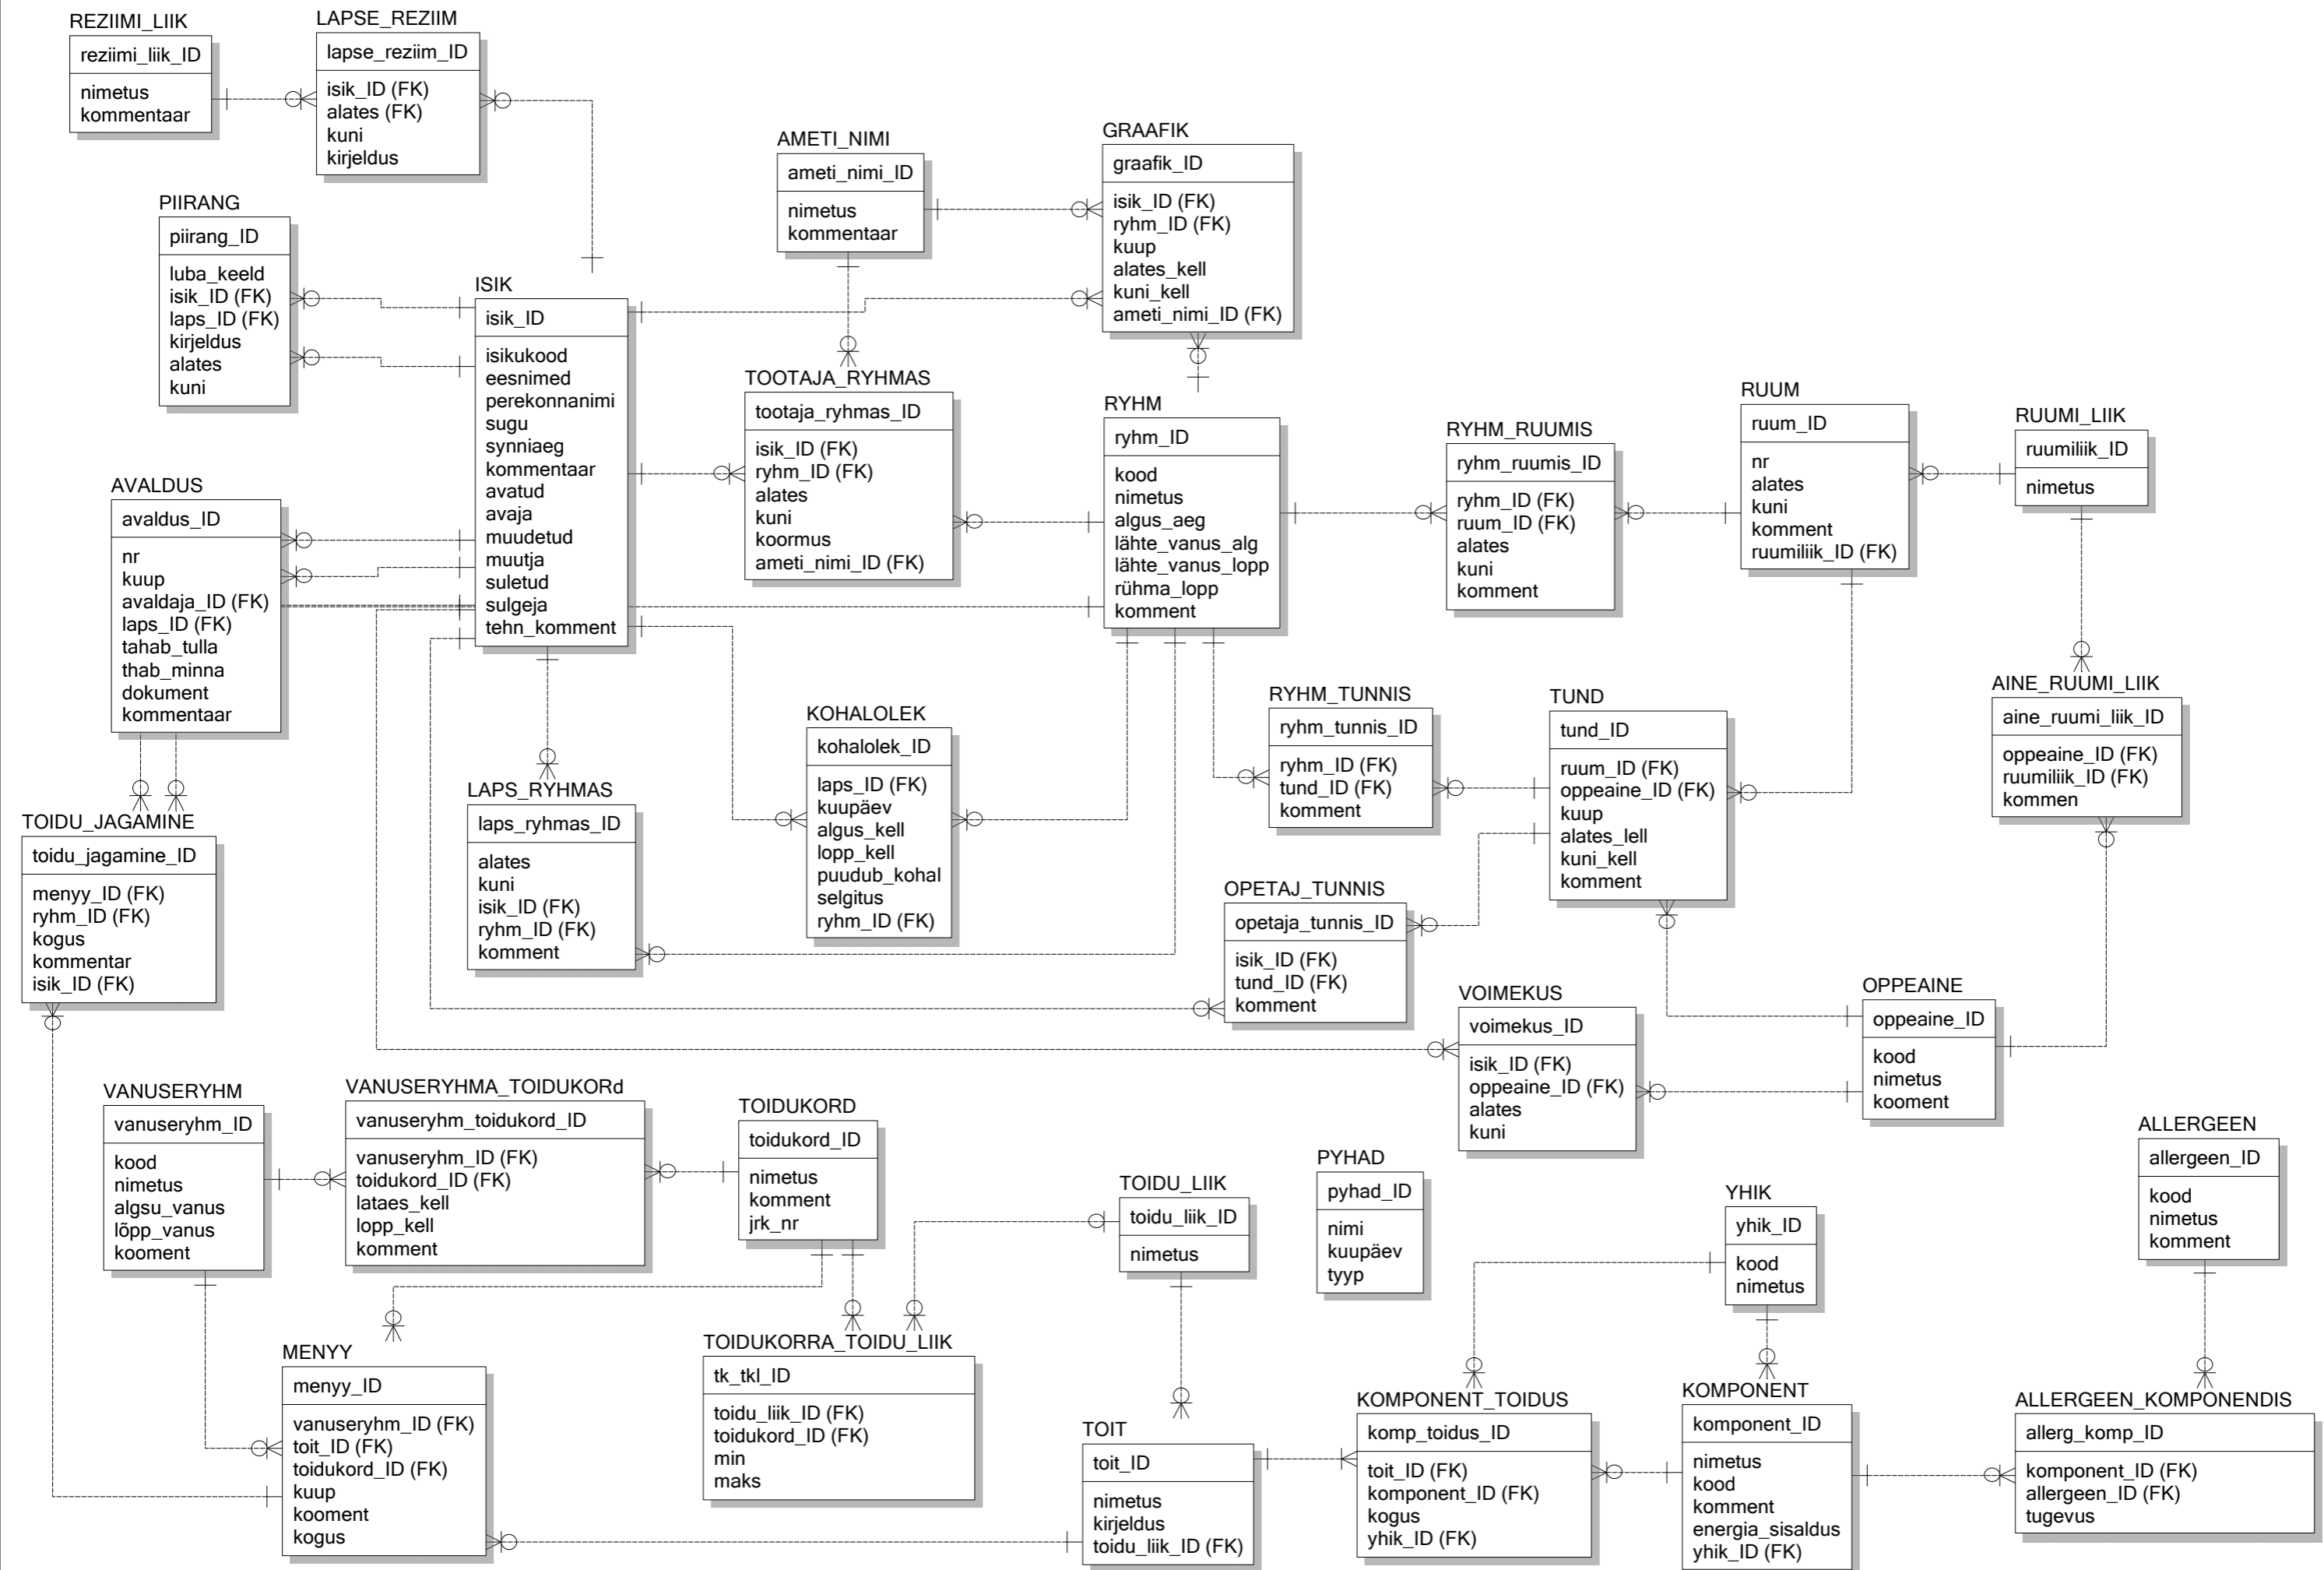 REZIIMI_LIIK
reziimi_liik_ID
nimetus
kommentaar
LAPSE_REZIIM
lapse_reziim_ID
isik_ID (FK)
alates (FK)
kuni
kirjeldus
PIIRANG
piirang_ID
luba_keeld
isik_ID (FK)
laps_ID (FK)
kirjeldus
alates
kuni
AMETI_NIMI
ameti_nimi_ID
nimetus
kommentaar
GRAAFIK
graafik_ID
isik_ID (FK)
ryhm_ID (FK)
kuup
alates_kell
kuni_kell
ameti_nimi_ID (FK)
ISIK
isik_ID
isikukood
eesnimed
perekonnanimi
sugu
synniaeg
kommentaar
avatud
avaja
muudetud
muutja
suletud
sulgeja
tehn_komment
TOOTAJA_RYHMAS
tootaja_ryhmas_ID
isik_ID (FK)
ryhm_ID (FK)
alates
kuni
koormus
ameti_nimi_ID (FK)
RYHM
ryhm_ID
kood
nimetus
algus_aeg
lähte_vanus_alg
lähte_vanus_lopp
rühma_lopp
komment
RYHM_RUUMIS
ryhm_ruumis_ID
ryhm_ID (FK)
ruum_ID (FK)
alates
kuni
komment
RUUM
ruum_ID
nr
alates
kuni
komment
ruumiliik_ID (FK)
RUUMI_LIIK
ruumiliik_ID
nimetus
AVALDUS
avaldus_ID
nr
kuup
avaldaja_ID (FK)
laps_ID (FK)
tahab_tulla
thab_minna
dokument
kommentaar
LAPS_RYHMAS
laps_ryhmas_ID
alates
kuni
isik_ID (FK)
ryhm_ID (FK)
komment
KOHALOLEK
kohalolek_ID
laps_ID (FK)
kuupäev
algus_kell
lopp_kell
puudub_kohal
selgitus
ryhm_ID (FK)
RYHM_TUNNIS
ryhm_tunnis_ID
ryhm_ID (FK)
tund_ID (FK)
komment
TUND
tund_ID
ruum_ID (FK)
oppeaine_ID (FK)
kuup
alates_lell
kuni_kell
komment
AINE_RUUMI_LIIK
aine_ruumi_liik_ID
oppeaine_ID (FK)
ruumiliik_ID (FK)
kommen
TOIDU_JAGAMINE
toidu_jagamine_ID
menyy_ID (FK)
ryhm_ID (FK)
kogus
kommentar
isik_ID (FK)
OPETAJ_TUNNIS
opetaja_tunnis_ID
isik_ID (FK)
tund_ID (FK)
komment
VOIMEKUS
voimekus_ID
isik_ID (FK)
oppeaine_ID (FK)
alates
kuni
OPPEAINE
oppeaine_ID
kood
nimetus
kooment
VANUSERYHM
vanuseryhm_ID
kood
nimetus
algsu_vanus
lõpp_vanus
kooment
VANUSERYHMA_TOIDUKORd
vanuseryhm_toidukord_ID
vanuseryhm_ID (FK)
toidukord_ID (FK)
lataes_kell
lopp_kell
komment
TOIDUKORD
toidukord_ID
nimetus
komment
jrk_nr
TOIDU_LIIK
toidu_liik_ID
nimetus
PYHAD
pyhad_ID
nimi
kuupäev
tyyp
YHIK
yhik_ID
kood
nimetus
ALLERGEEN
allergeen_ID
kood
nimetus
komment
MENYY
menyy_ID
vanuseryhm_ID (FK)
toit_ID (FK)
toidukord_ID (FK)
kuup
kooment
kogus
TOIDUKORRA_TOIDU_LIIK
tk_tkl_ID
toidu_liik_ID (FK)
toidukord_ID (FK)
min
maks
TOIT
toit_ID
nimetus
kirjeldus
toidu_liik_ID (FK)
KOMPONENT_TOIDUS
komp_toidus_ID
toit_ID (FK)
komponent_ID (FK)
kogus
yhik_ID (FK)
KOMPONENT
komponent_ID
nimetus
kood
komment
energia_sisaldus
yhik_ID (FK)
ALLERGEEN_KOMPONENDIS
allerg_komp_ID
komponent_ID (FK)
allergeen_ID (FK)
tugevus